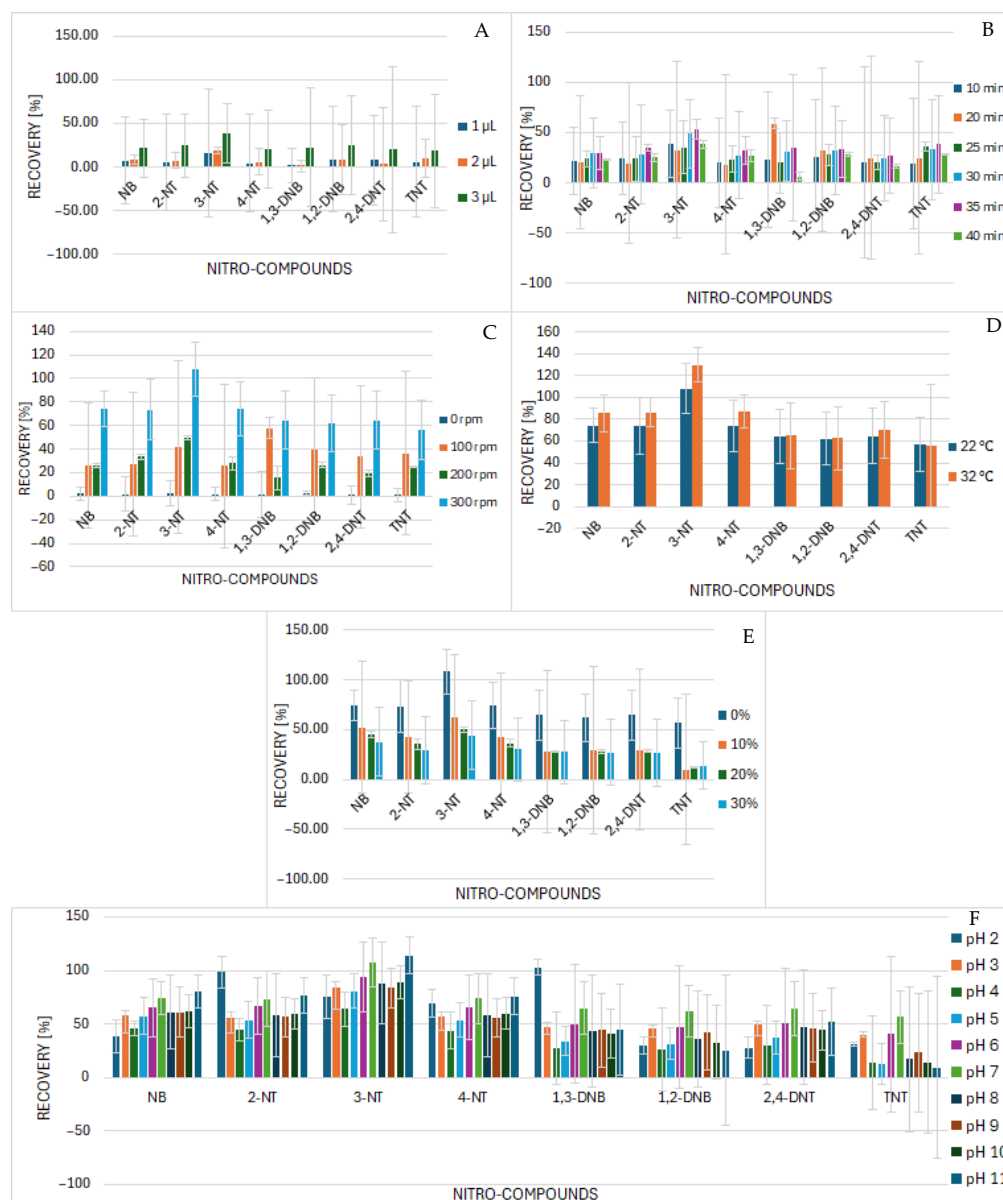 A
150.00
100.00
50.00
0.00
−50.00
−100.00
RECOVERY [%]
NB
2-NT
3-NT
4-NT
1,3-DNB
1,2-DNB
2,4-DNT
TNT
1 µL
2 µL
3 µL
NITRO-COMPOUNDS
B
150
100
50
0
−50
−100
RECOVERY [%]
NB
2-NT
3-NT
4-NT
1,3-DNB
1,2-DNB
2,4-DNT
TNT
10 min
20 min
25 min
30 min
35 min
40 min
NITRO-COMPOUNDS
C
140
120
100
80
60
40
20
0
−20
−40
−60
RECOVERY [%]
NB
2-NT
3-NT
4-NT
1,3-DNB
1,2-DNB
2,4-DNT
TNT
0 rpm
100 rpm
200 rpm
300 rpm
NITRO-COMPOUNDS
D
160
140
120
100
80
60
40
20
0
−20
RECOVERY [%]
NB
2-NT
3-NT
4-NT
1,3-DNB
1,2-DNB
2,4-DNT
TNT
22 °C
32 °C
NITRO-COMPOUNDS
E
150.00
100.00
50.00
0.00
−50.00
−100.00
RECOVERY [%]
NB
2-NT
3-NT
4-NT
1,3-DNB
1,2-DNB
2,4-DNT
TNT
0%
10%
20%
30%
NITRO-COMPOUNDS
F
150
100
50
0
−50
−100
RECOVERY [%]
NB
2-NT
3-NT
4-NT
1,3-DNB
1,2-DNB
2,4-DNT
TNT
pH 2
pH 3
pH 4
pH 5
pH 6
pH 7
pH 8
pH 9
pH 10
pH 11
NITRO-COMPOUNDS